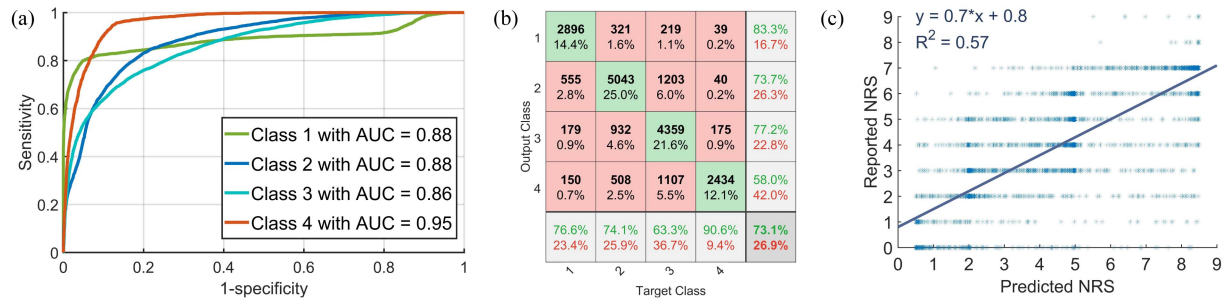 (a)
1
0.8
0.6
0.4
0.2
0
Sensitivity
Class 1 with AUC = 0.88
Class 2 with AUC = 0.88
Class 3 with AUC = 0.86
Class 4 with AUC = 0.95
0 0.2 0.4 0.6 0.8 1
1-specificity
(b)
Output Class
1 2896 321 219 39 83.3%
14.4% 1.6% 1.1% 0.2% 16.7%
2 555 5043 1203 40 73.7%
2.8% 25.0% 6.0% 0.2% 26.3%
3 179 932 4359 175 77.2%
0.9% 4.6% 21.6% 0.9% 22.8%
4 150 508 1107 2434 58.0%
0.7% 2.5% 5.5% 12.1% 42.0%
76.6% 74.1% 63.3% 90.6% 73.1%
23.4% 25.9% 36.7% 9.4% 26.9%
1 2 3 4
Target Class
(c)
y = 0.7*x + 0.8
R² = 0.57
9
8
7
6
5
4
3
2
1
0
Reported NRS
0 1 2 3 4 5 6 7 8 9
Predicted NRS